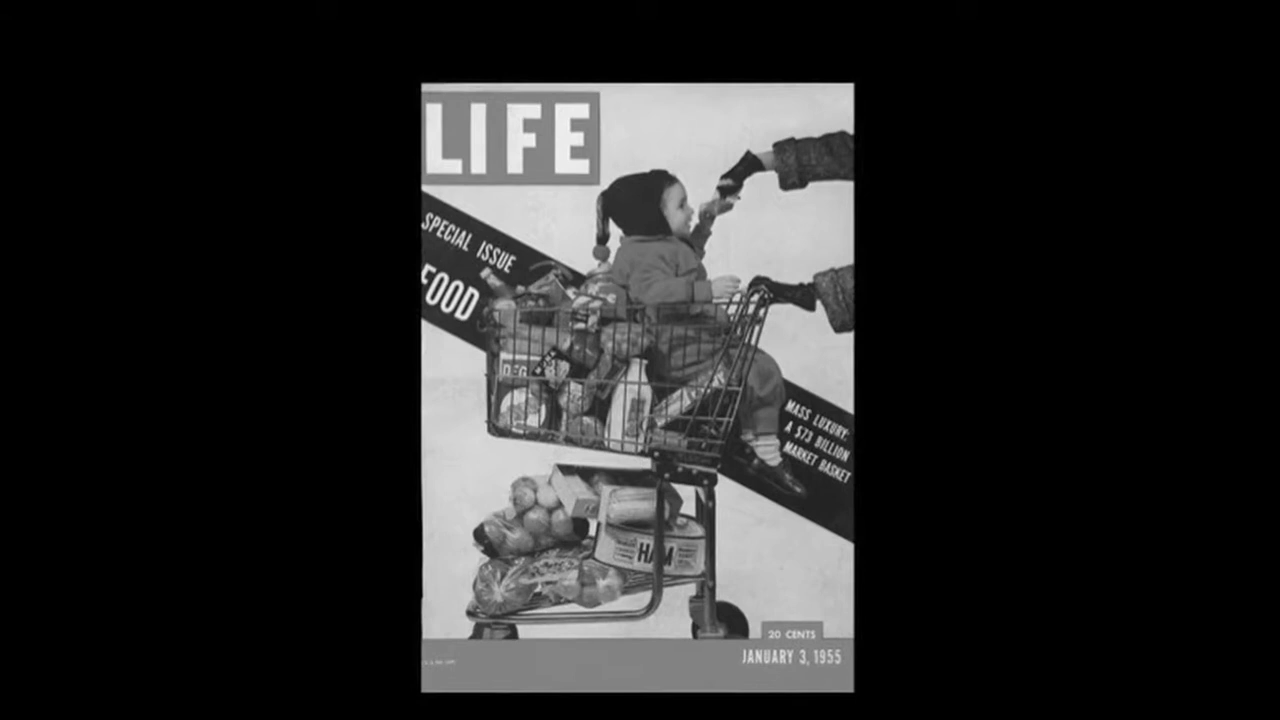 LIFE
SPECIAL ISSUE
FOOD
MASS LUXURY:
A $73 BILLION
MARKET BASKET
HAM
20 CENTS
JANUARY 3, 1955